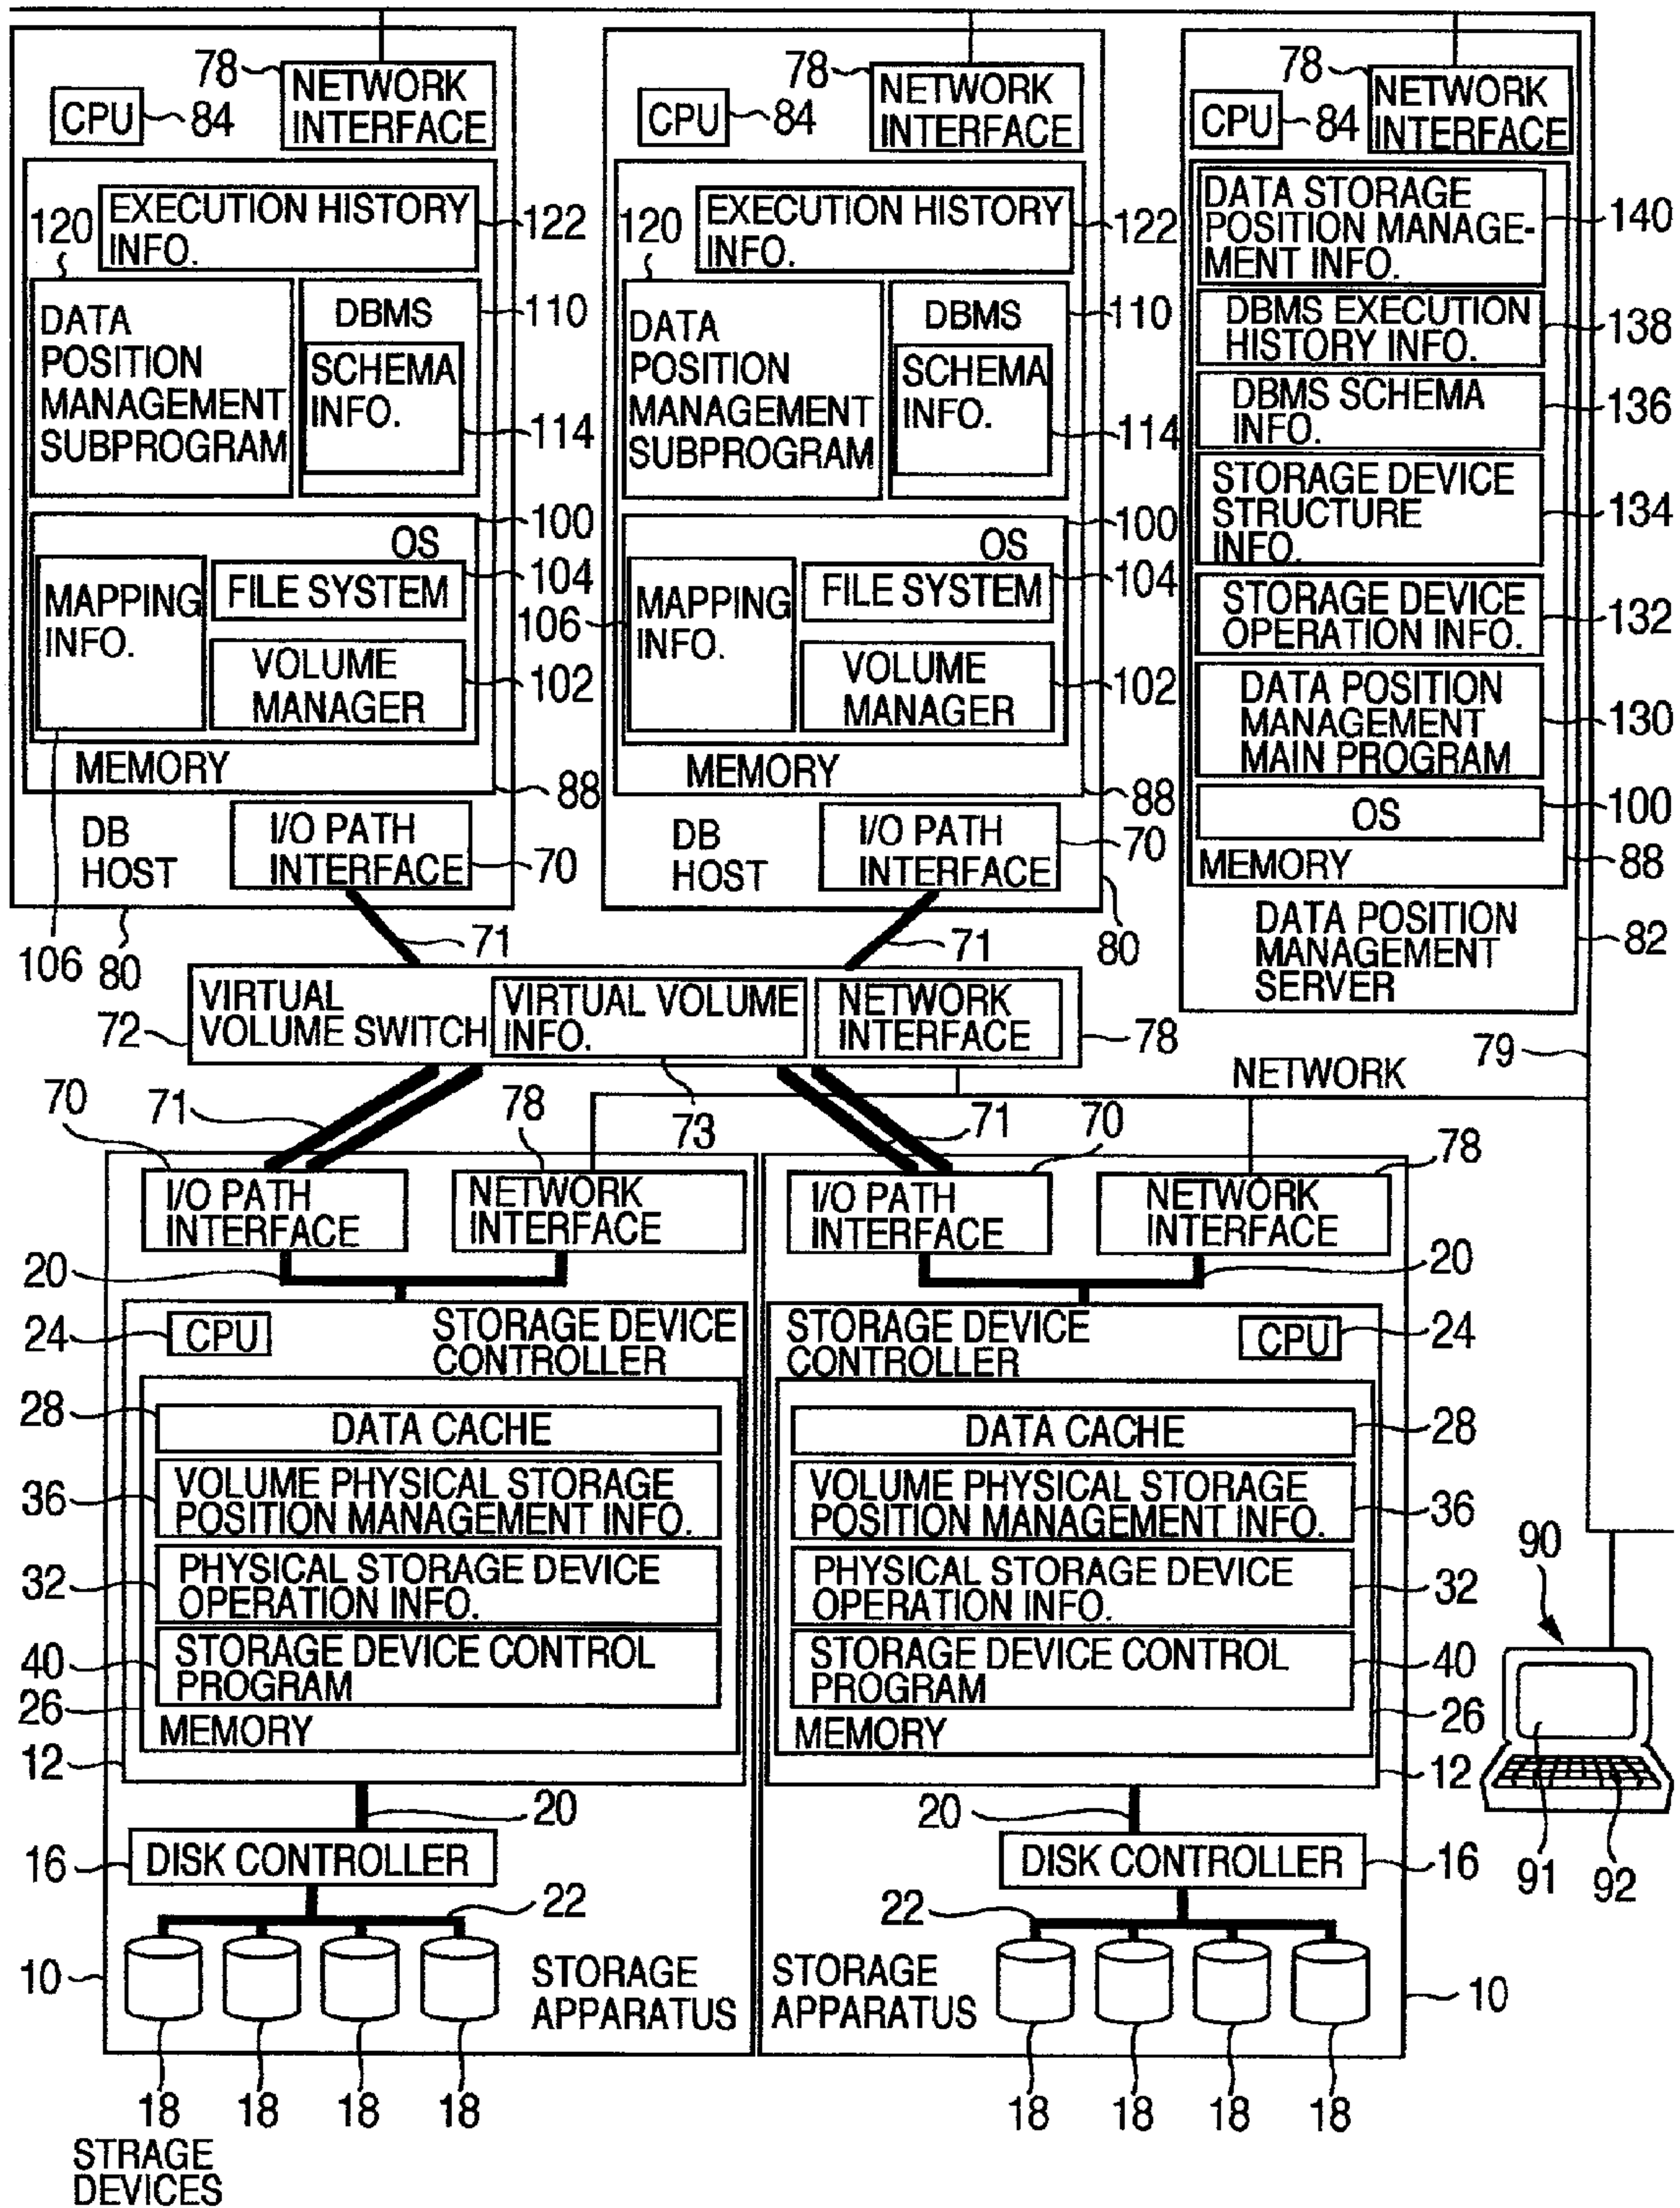 78
NETWORK
INTERFACE
CPU
84
120
EXECUTION HISTORY
INFO.
122
DATA
POSITION
MANAGEMENT
SUBPROGRAM
DBMS
110
SCHEMA
INFO.
114
100
OS
MAPPING
INFO.
FILE SYSTEM
104
VOLUME
MANAGER
102
MEMORY
88
DB
HOST
I/O PATH
INTERFACE
70
106
80
71
78
NETWORK
INTERFACE
CPU
84
120
EXECUTION HISTORY
INFO.
122
DATA
POSITION
MANAGEMENT
SUBPROGRAM
DBMS
110
SCHEMA
INFO.
114
100
OS
106
MAPPING
INFO.
FILE SYSTEM
104
VOLUME
MANAGER
102
MEMORY
88
DB
HOST
I/O PATH
INTERFACE
70
71
80
78
NETWORK
INTERFACE
CPU
84
DATA STORAGE
POSITION MANAGE-
MENT INFO.
140
DBMS EXECUTION
HISTORY INFO.
138
DBMS SCHEMA
INFO.
136
STORAGE DEVICE
STRUCTURE
INFO.
134
STORAGE DEVICE
OPERATION INFO.
132
DATA POSITION
MANAGEMENT
MAIN PROGRAM
130
OS
100
MEMORY
88
DATA POSITION
MANAGEMENT
SERVER
82
72
VIRTUAL
VOLUME SWITCH
VIRTUAL VOLUME
INFO.
NETWORK
INTERFACE
78
79
NETWORK
73
70
71
78
I/O PATH
INTERFACE
NETWORK
INTERFACE
20
24
CPU
STORAGE DEVICE
CONTROLLER
28
DATA CACHE
36
VOLUME PHYSICAL STORAGE
POSITION MANAGEMENT INFO.
32
PHYSICAL STORAGE DEVICE
OPERATION INFO.
40
STORAGE DEVICE CONTROL
PROGRAM
26
MEMORY
12
20
16
DISK CONTROLLER
22
10
STORAGE
APPARATUS
18
18
18
18
STRAGE
DEVICES
71
70
78
I/O PATH
INTERFACE
NETWORK
INTERFACE
20
STORAGE DEVICE
CONTROLLER
CPU
24
DATA CACHE
28
VOLUME PHYSICAL STORAGE
POSITION MANAGEMENT INFO.
36
PHYSICAL STORAGE DEVICE
OPERATION INFO.
32
STORAGE DEVICE CONTROL
PROGRAM
40
MEMORY
26
12
20
DISK CONTROLLER
16
22
STORAGE
APPARATUS
10
18
18
18
18
90
91
92